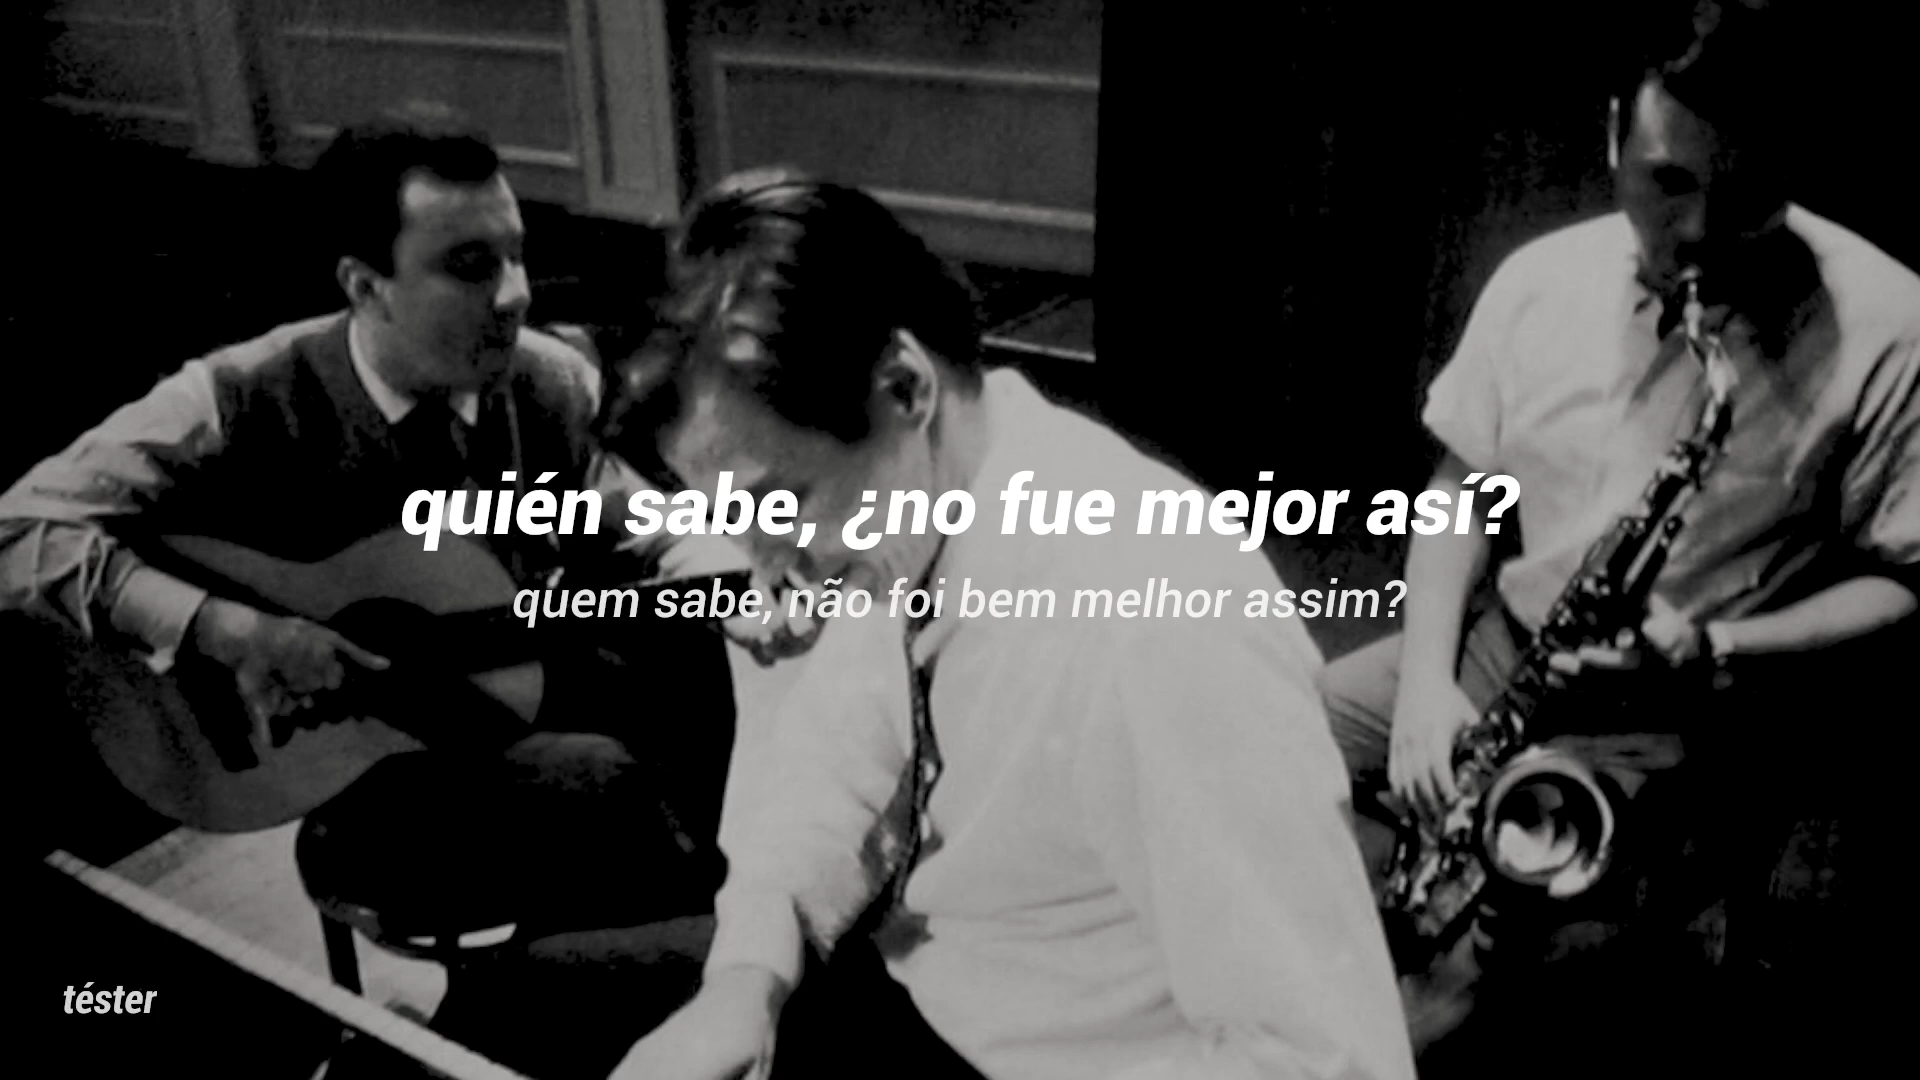 quién sabe, ¿no fue mejor así?
quem sabe, não foi bem melhor assim?
téster